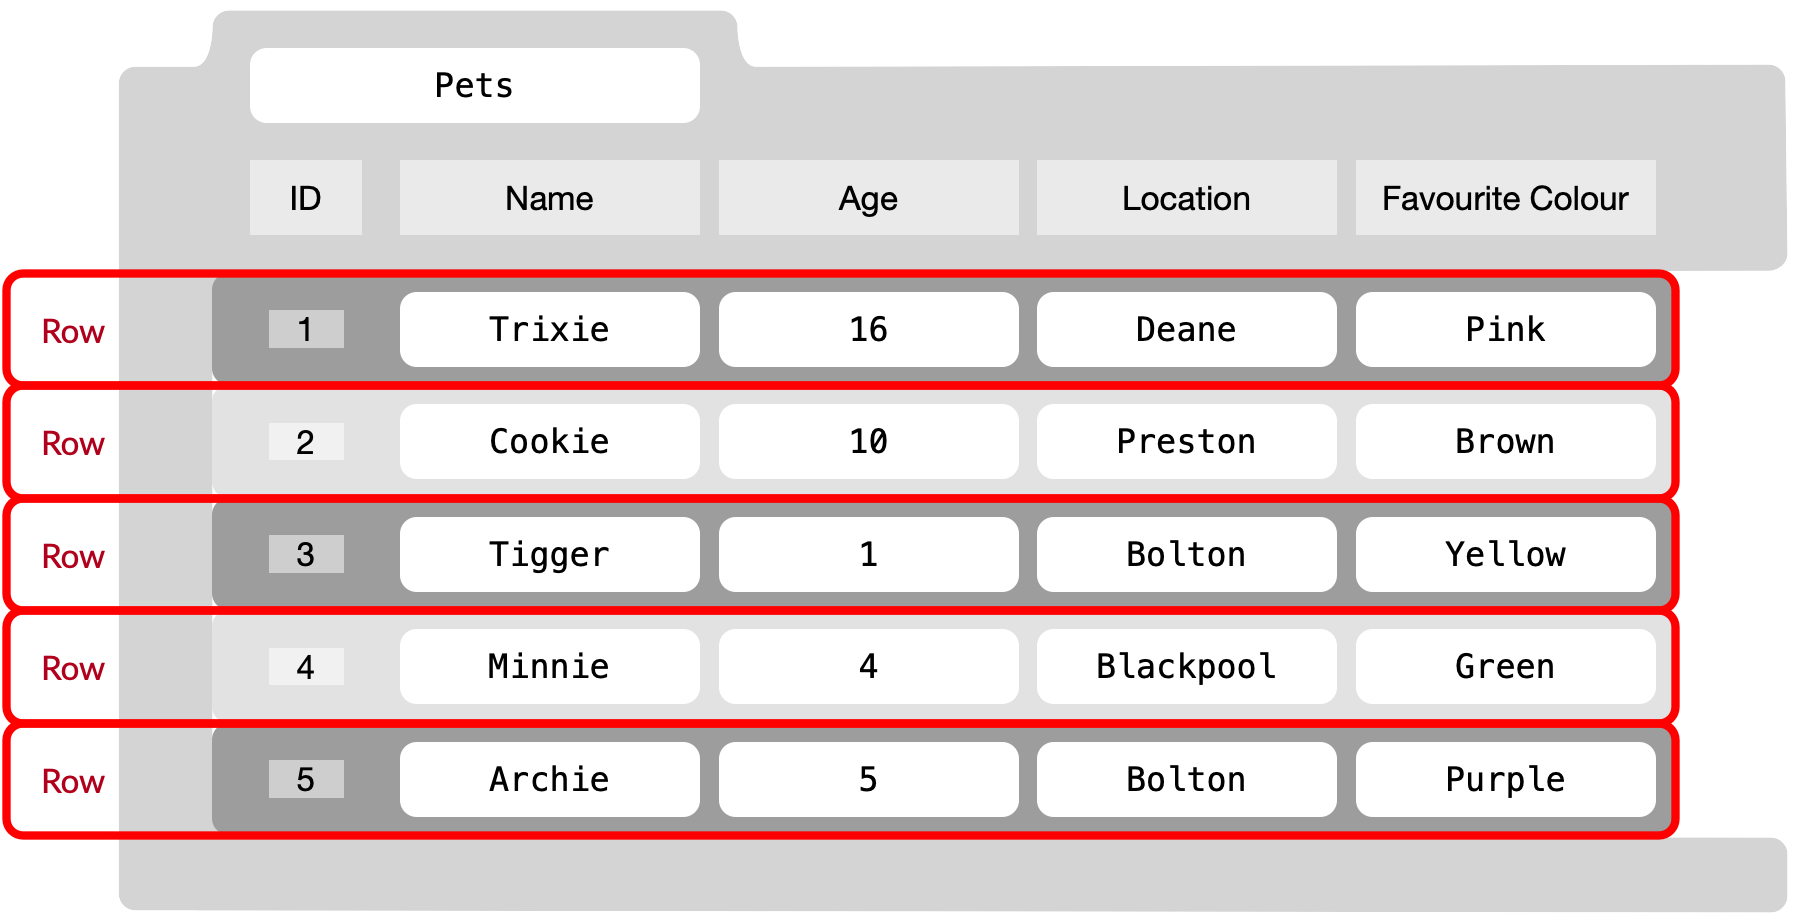 Pets
ID Name Age Location Favourite Colour
Row 1 Trixie 16 Deane Pink
Row 2 Cookie 10 Preston Brown
Row 3 Tigger 1 Bolton Yellow
Row 4 Minnie 4 Blackpool Green
Row 5 Archie 5 Bolton Purple